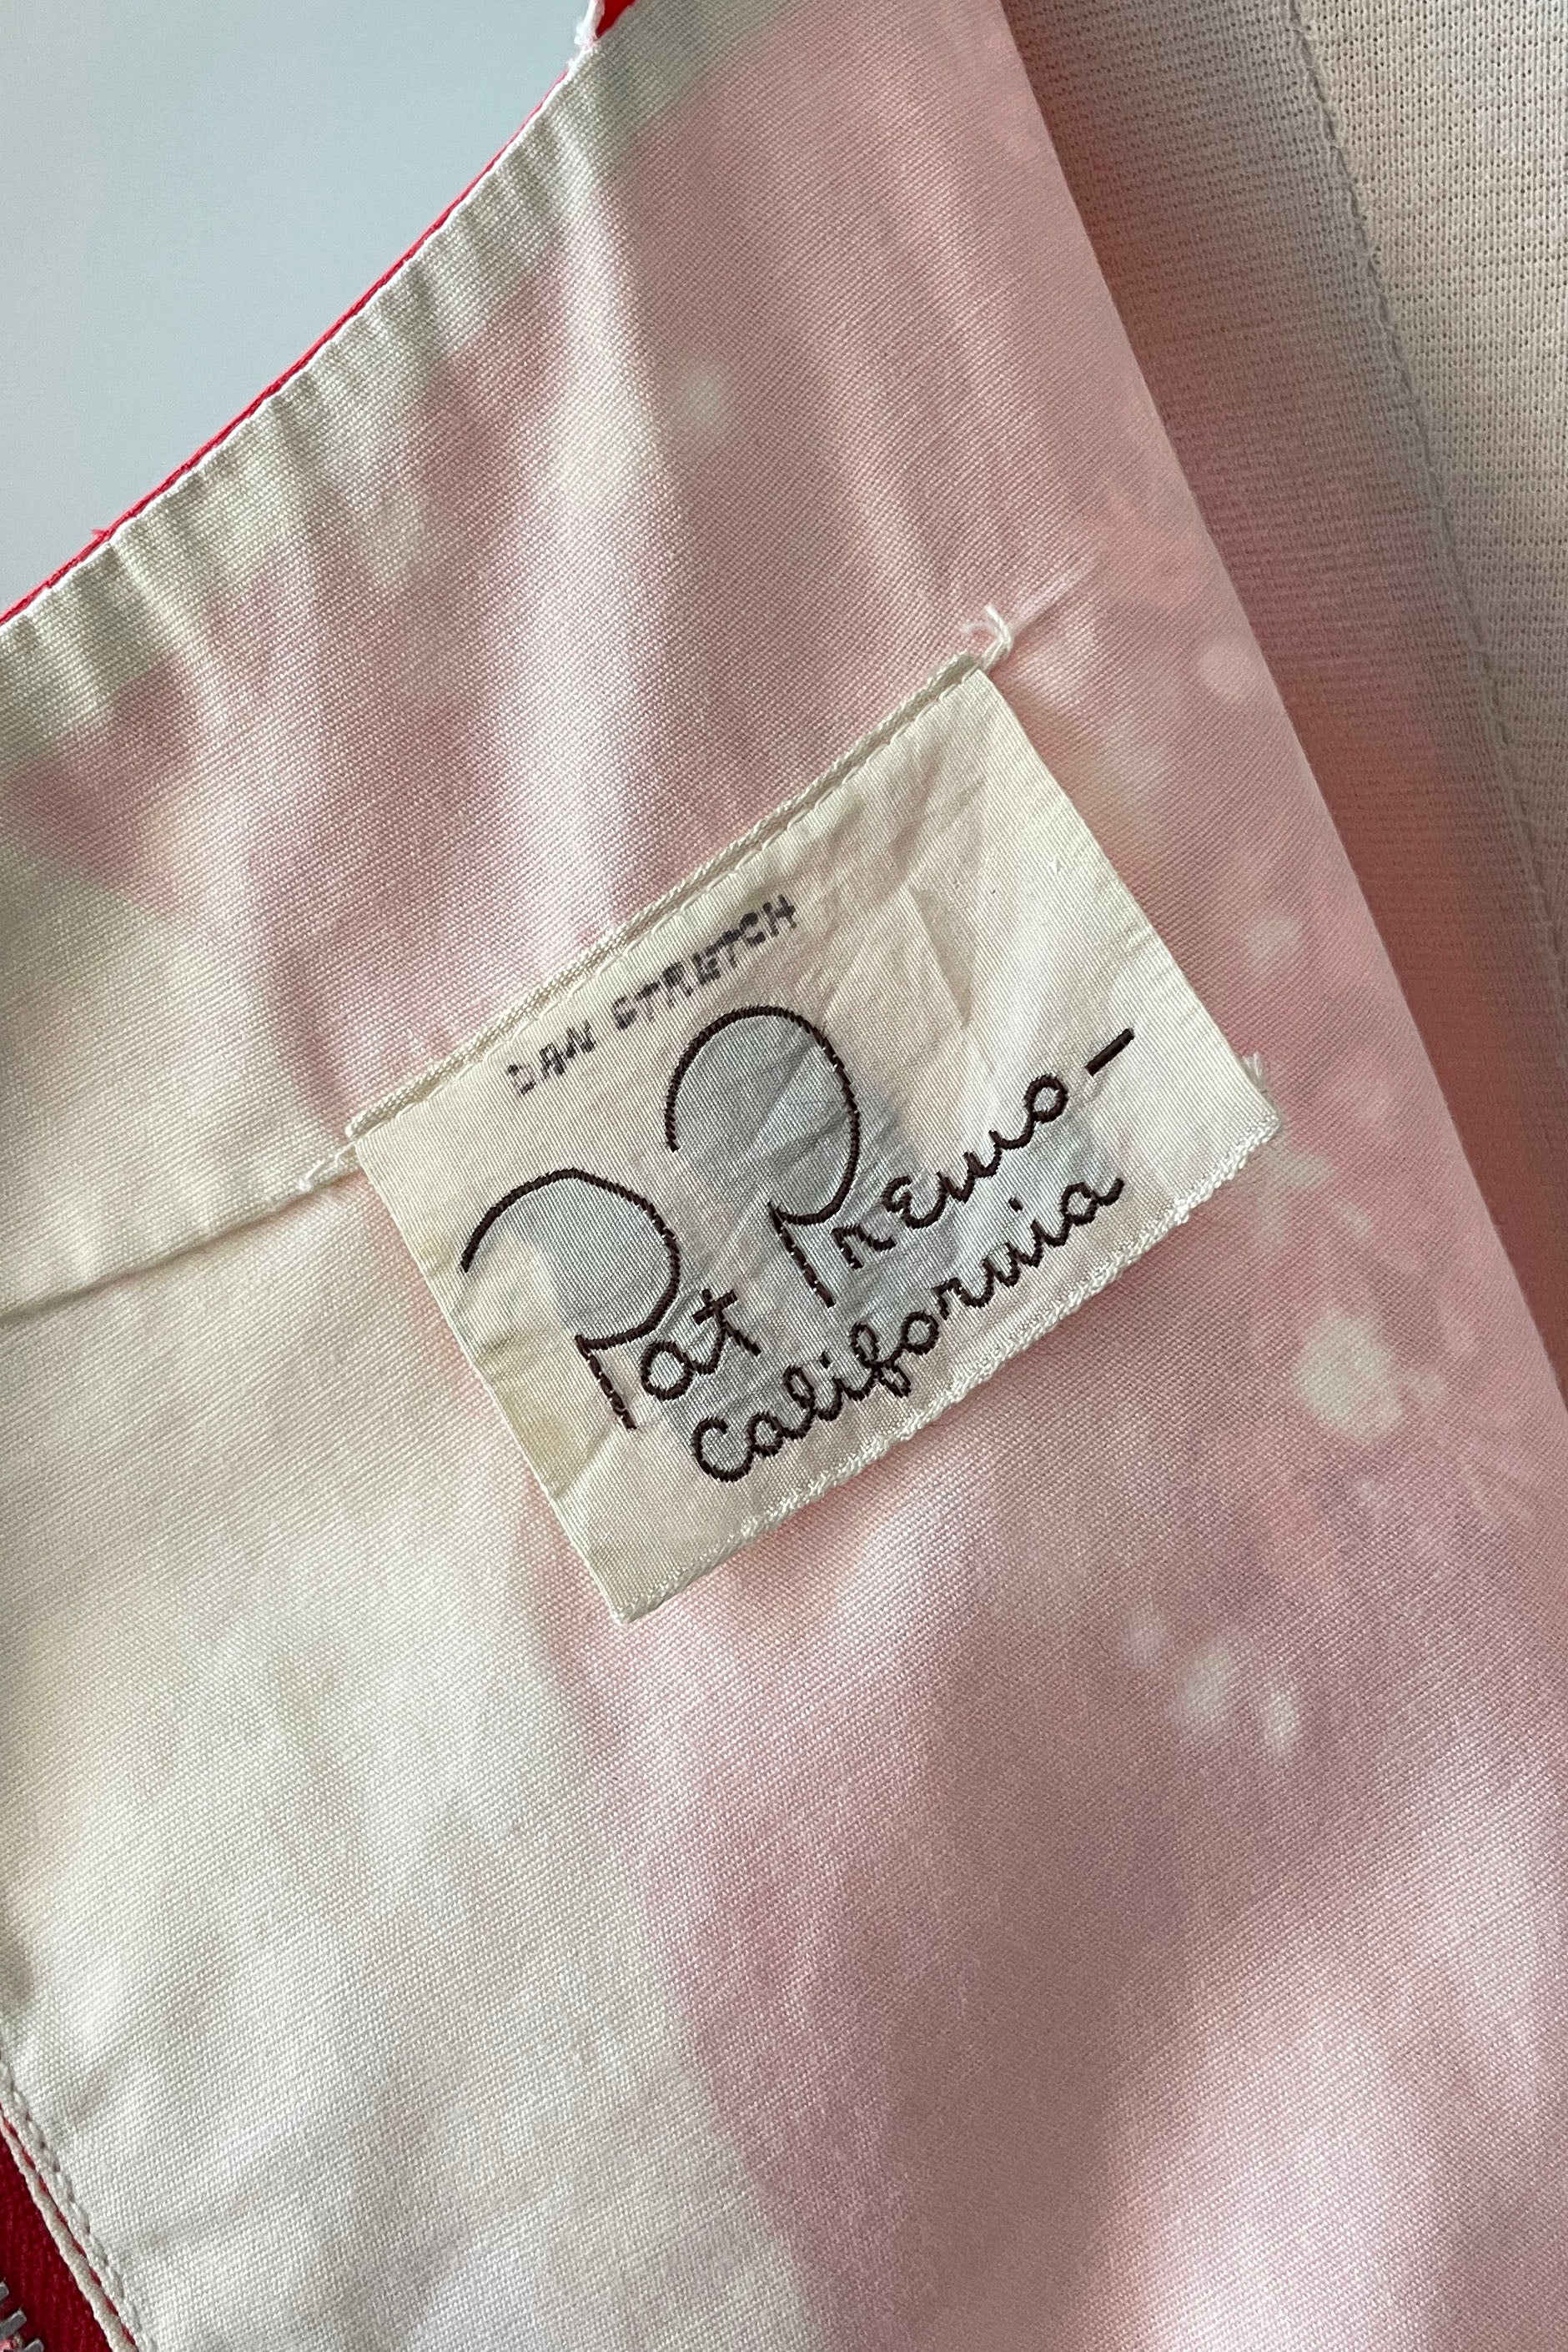 DAN STRETCH
Pat Premo
California